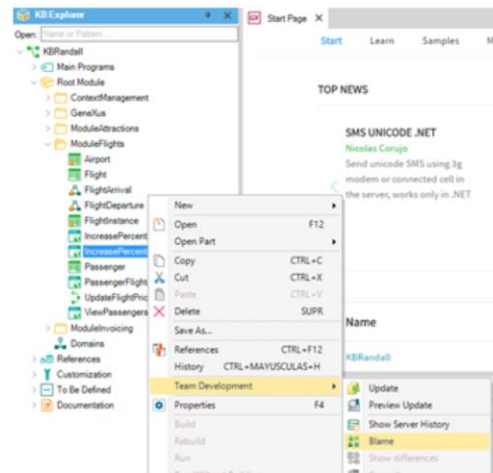 KB Explorer
Start Page
Open: Name or Pattern
Start Learn Samples
KBRandall
Main Programs
Root Module
ContextManagement
GeneXus
ModuleAttractions
ModuleFlights
Airport
Flight
FlightArrival
FlightDeparture
FlightInstance
IncreasePercent
IncreasePercent
Passenger
PassengerFlight
UpdateFlightPric
ViewPassengers
ModuleInvoicing
Domains
References
Customization
To Be Defined
Documentation
TOP NEWS
SMS UNICODE .NET
Nicolas Corujo
Send unicode SMS using 3g
modem or connected cell in
the server, works only in .NET
Name
KBRandall
New
Open F12
Open Part
Copy CTRL+C
Cut CTRL+X
Paste CTRL+V
Delete SUPR
Save As...
References CTRL+F12
History CTRL+MAYUSCULAS+H
Team Development
Properties F4
Build
Rebuild
Update
Preview Update
Show Server History
Blame
Show differences